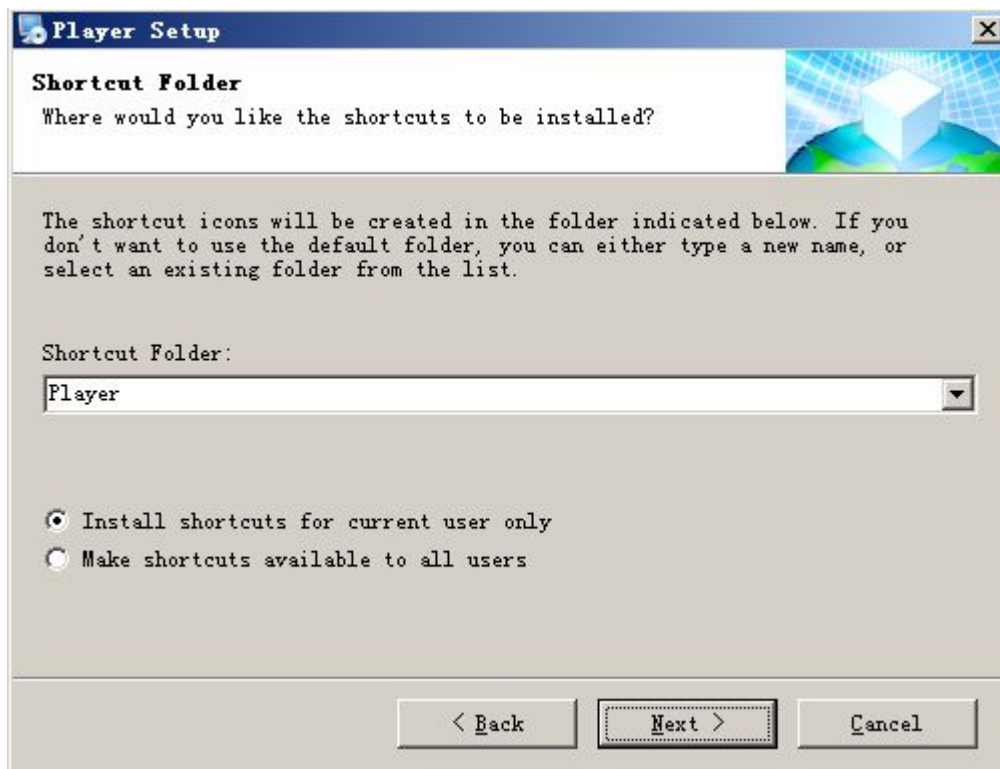 Player Setup
Shortcut Folder
Where would you like the shortcuts to be installed?
The shortcut icons will be created in the folder indicated below. If you
don't want to use the default folder, you can either type a new name, or
select an existing folder from the list.
Shortcut Folder:
Player
Install shortcuts for current user only
Make shortcuts available to all users
< Back
Next >
Cancel